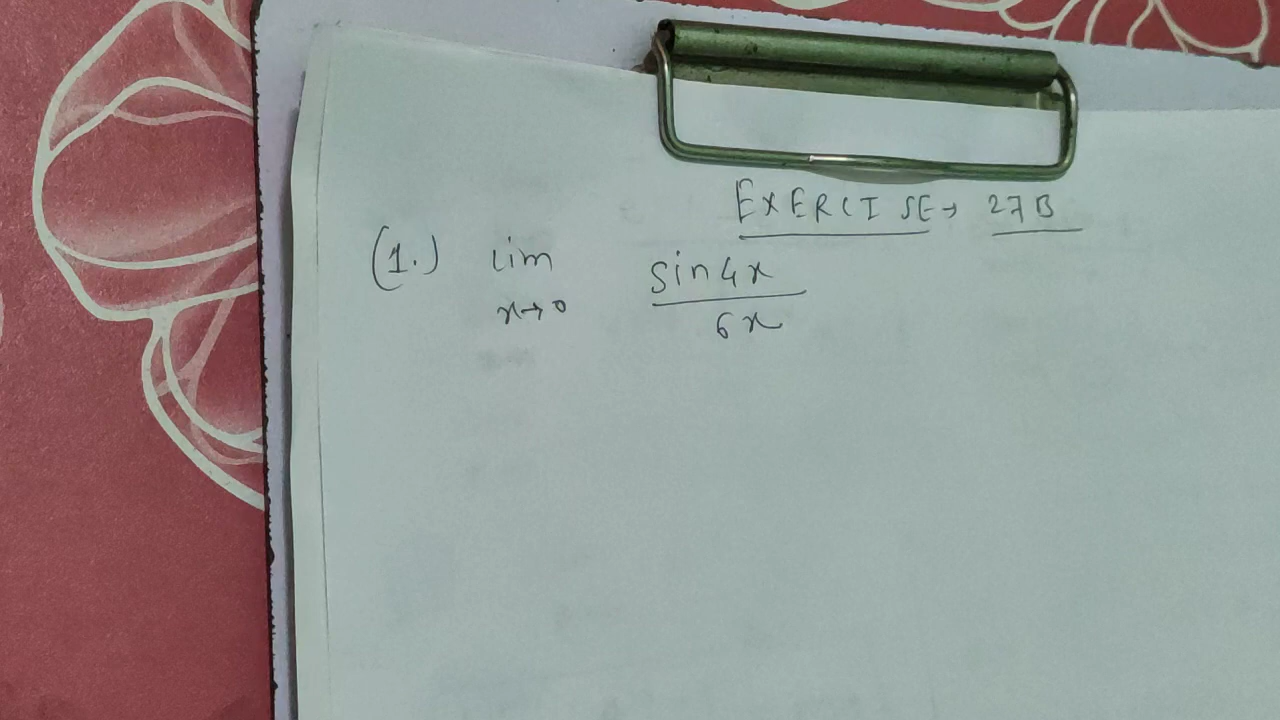 EXERCISE→ 27B
(1.) lim sin4x
x→0 6x